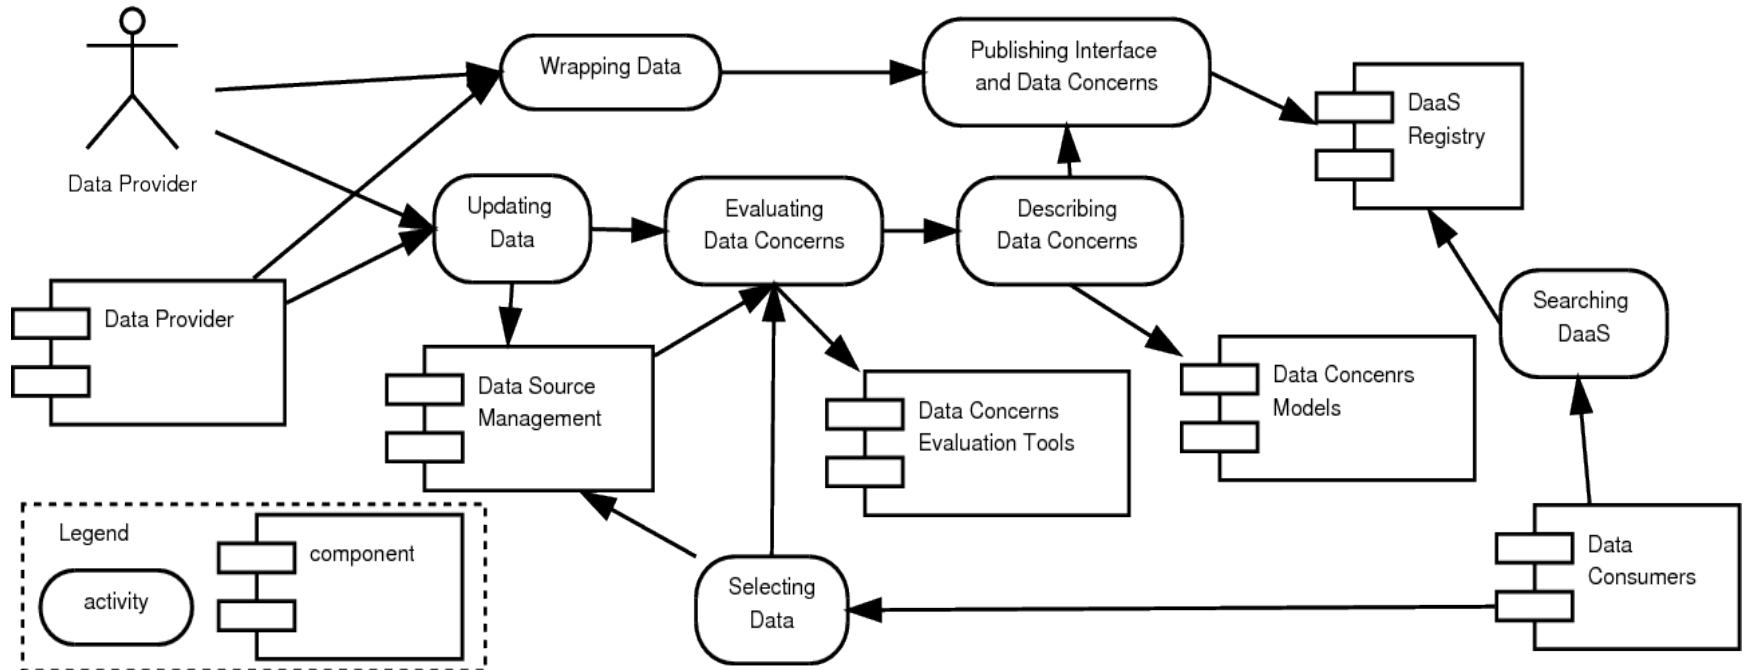 Wrapping Data
Publishing Interface
and Data Concerns
DaaS
Registry
Data Provider
Updating
Data
Evaluating
Data Concerns
Describing
Data Concerns
Searching
DaaS
Data Provider
Data Source
Management
Data Concerns
Evaluation Tools
Data Concenrs
Models
Legend
component
activity
Selecting
Data
Data
Consumers